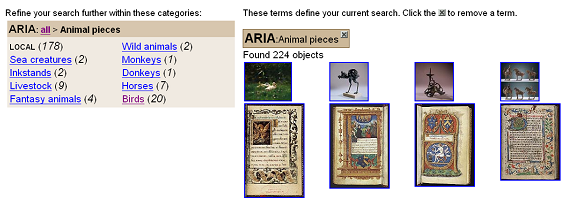 Refine your search further within these categories:
ARIA: all > Animal pieces
LOCAL (178)
Wild animals (2)
Sea creatures (2)
Monkeys (1)
Inkstands (2)
Donkeys (1)
Livestock (9)
Horses (7)
Fantasy animals (4)
Birds (20)
These terms define your current search. Click the x to remove a term.
ARIA:Animal pieces x
Found 224 objects